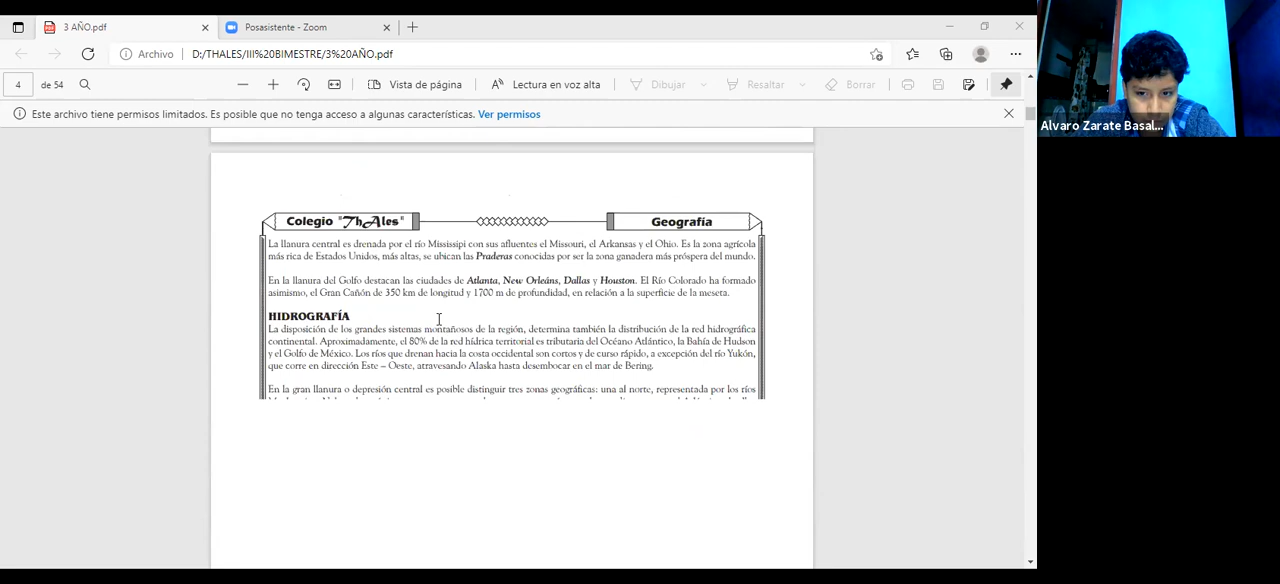 3 AÑO.pdf
Posasistente - Zoom
Archivo D:/THALES/III%20BIMESTRE/3%20AÑO.pdf
4 de 54 Vista de página Lectura en voz alta Dibujar Resaltar Borrar
Este archivo tiene permisos limitados. Es posible que no tenga acceso a algunas características. Ver permisos
Alvaro Zarate Basal...
Colegio "ThAles" Geografía
La llanura central es drenada por el río Mississipi con sus afluentes el Missouri, el Arkansas y el Ohio. Es la zona agrícola
más rica de Estados Unidos, más altas, se ubican las Praderas conocidas por ser la zona ganadera más próspera del mundo.
En la llanura del Golfo destacan las ciudades de Atlanta, New Orleáns, Dallas y Houston. El Río Colorado ha formado
asimismo, el Gran Cañón de 350 km de longitud y 1700 m de profundidad, en relación a la superficie de la meseta.
HIDROGRAFÍA
La disposición de los grandes sistemas montañosos de la región, determina también la distribución de la red hidrográfica
continental. Aproximadamente, el 80% de la red hídrica territorial es tributaria del Océano Atlántico, la Bahía de Hudson
y el Golfo de México. Los ríos que drenan hacia la costa occidental son cortos y de curso rápido, a excepción del río Yukón,
que corre en dirección Este – Oeste, atravesando Alaska hasta desembocar en el mar de Bering.
En la gran llanura o depresión central es posible distinguir tres zonas geográficas: una al norte, representada por los ríos